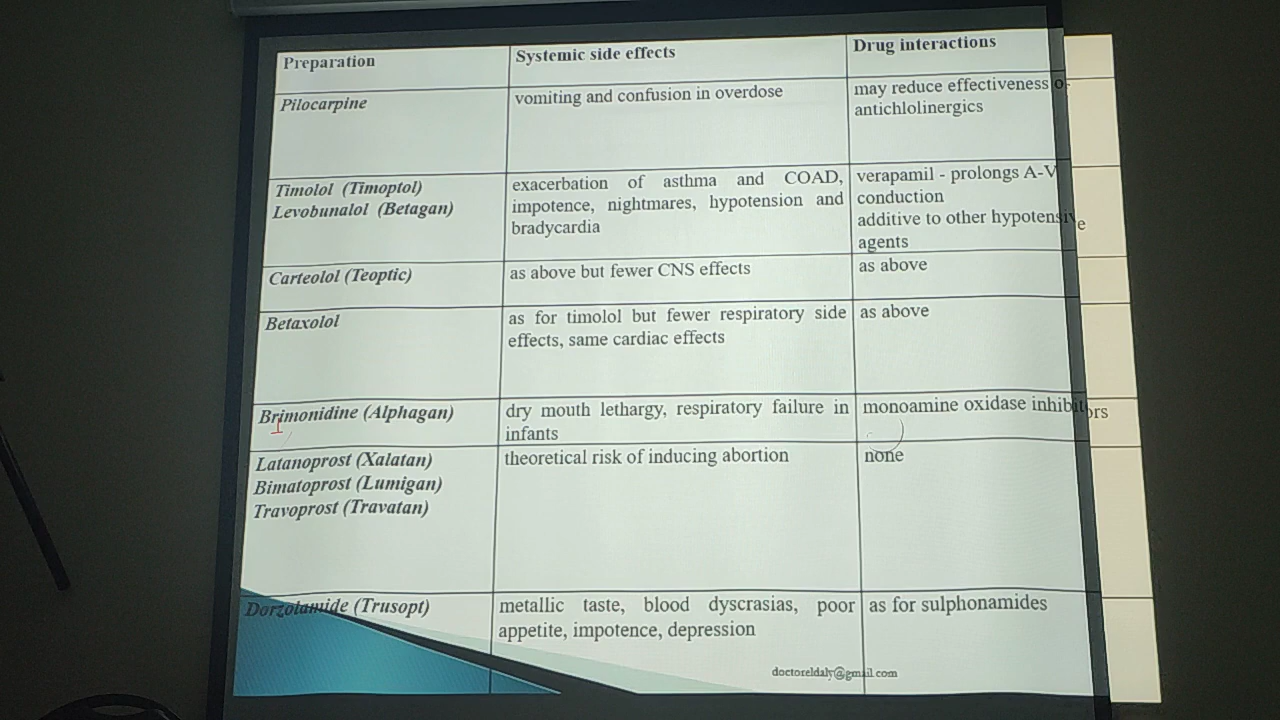 Preparation
Systemic side effects
Drug interactions
Pilocarpine
vomiting and confusion in overdose
may reduce effectiveness of
antichlolinergics
Timolol (Timoptol)
Levobunalol (Betagan)
exacerbation of asthma and COAD,
impotence, nightmares, hypotension and
bradycardia
verapamil - prolongs A-V
conduction
additive to other hypotensive
agents
Carteolol (Teoptic)
as above but fewer CNS effects
as above
Betaxolol
as for timolol but fewer respiratory side
effects, same cardiac effects
as above
Brimonidine (Alphagan)
dry mouth lethargy, respiratory failure in
infants
monoamine oxidase inhibitors
Latanoprost (Xalatan)
Bimatoprost (Lumigan)
Travoprost (Travatan)
theoretical risk of inducing abortion
none
Dorzolamide (Trusopt)
metallic taste, blood dyscrasias, poor
appetite, impotence, depression
as for sulphonamides
doctoreldaly@gmail.com